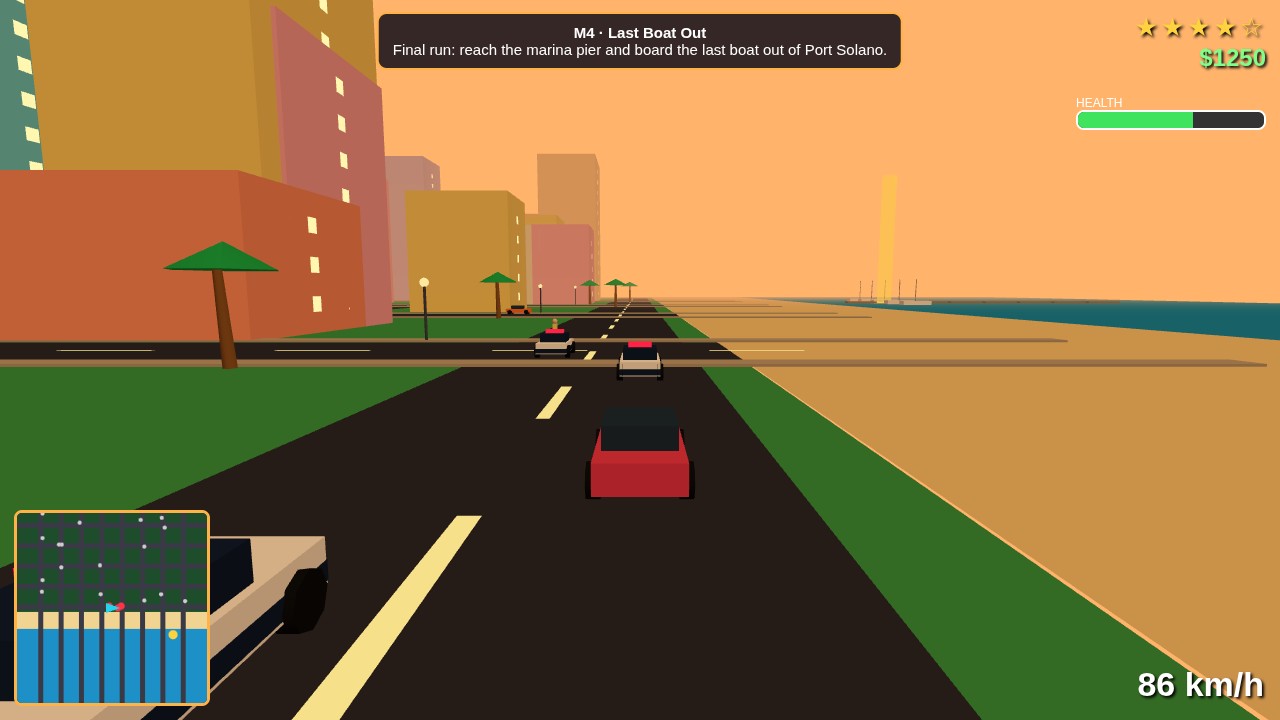 M4 · Last Boat Out
Final run: reach the marina pier and board the last boat out of Port Solano.
$1250
HEALTH
86 km/h